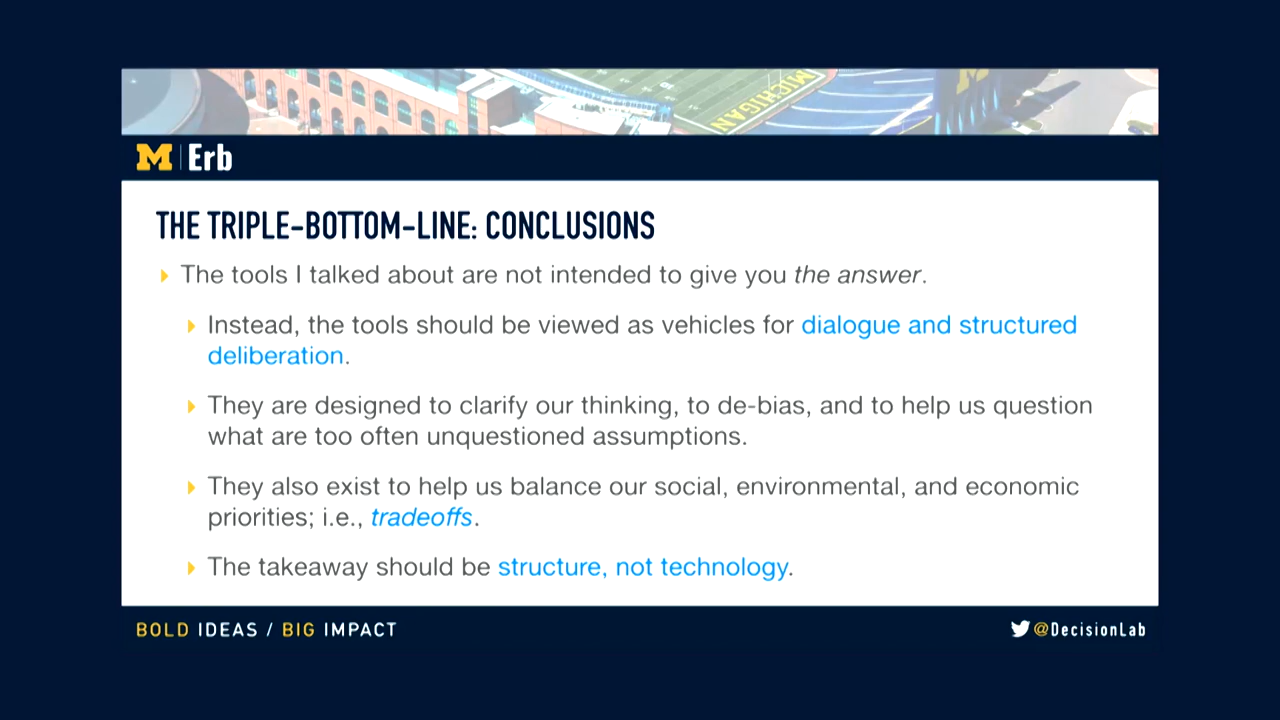 MICHIGAN
M
M | Erb
THE TRIPLE-BOTTOM-LINE: CONCLUSIONS
The tools I talked about are not intended to give you the answer.
Instead, the tools should be viewed as vehicles for dialogue and structured
deliberation.
They are designed to clarify our thinking, to de-bias, and to help us question
what are too often unquestioned assumptions.
They also exist to help us balance our social, environmental, and economic
priorities; i.e., tradeoffs.
The takeaway should be structure, not technology.
BOLD IDEAS / BIG IMPACT
@DecisionLab